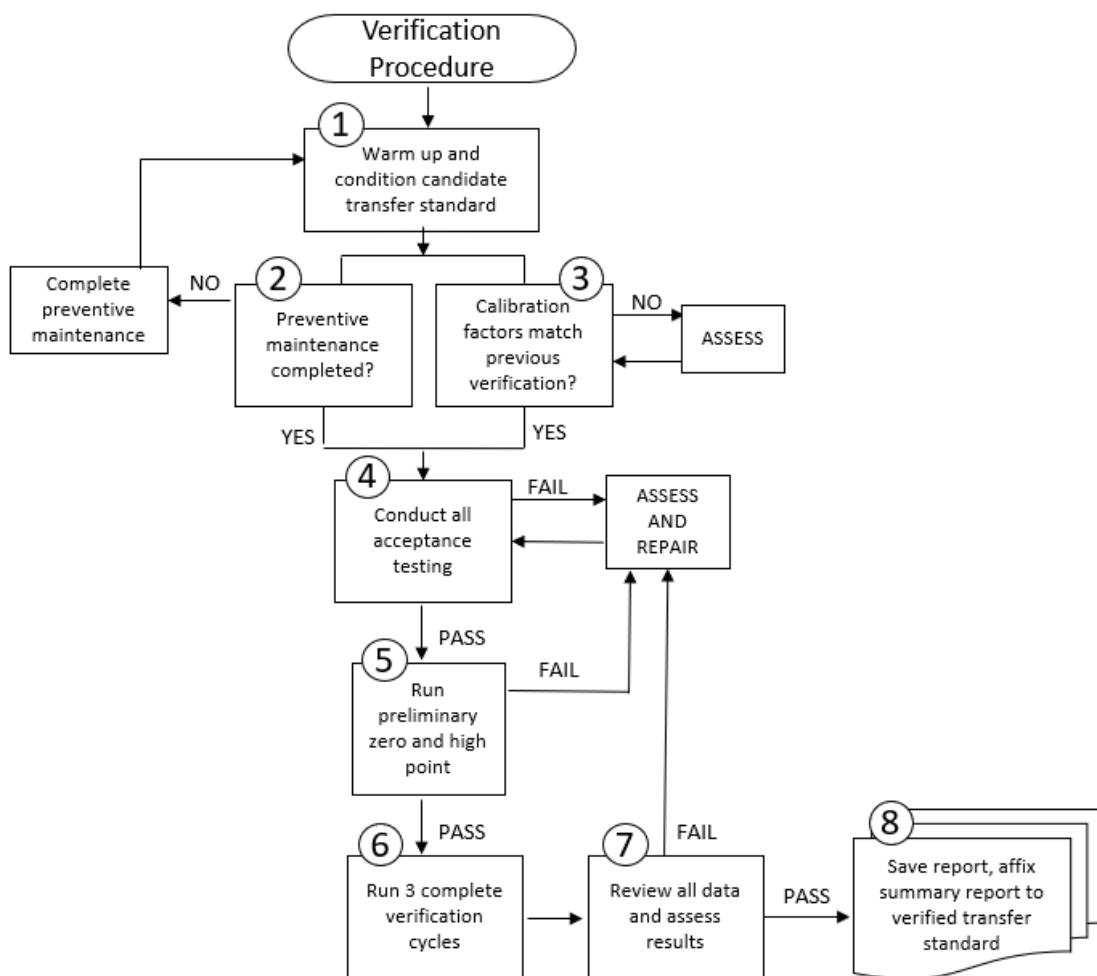 Verification
Procedure
1
Warm up and
condition candidate
transfer standard
Complete
preventive
maintenance
NO
2
Preventive
maintenance
completed?
3
Calibration
factors match
previous
verification?
NO
ASSESS
YES
YES
4
Conduct all
acceptance
testing
FAIL
ASSESS
AND
REPAIR
PASS
5
Run
preliminary
zero and high
point
FAIL
PASS
6
Run 3 complete
verification
cycles
7
Review all data
and assess
results
FAIL
PASS
8
Save report, affix
summary report to
verified transfer
standard